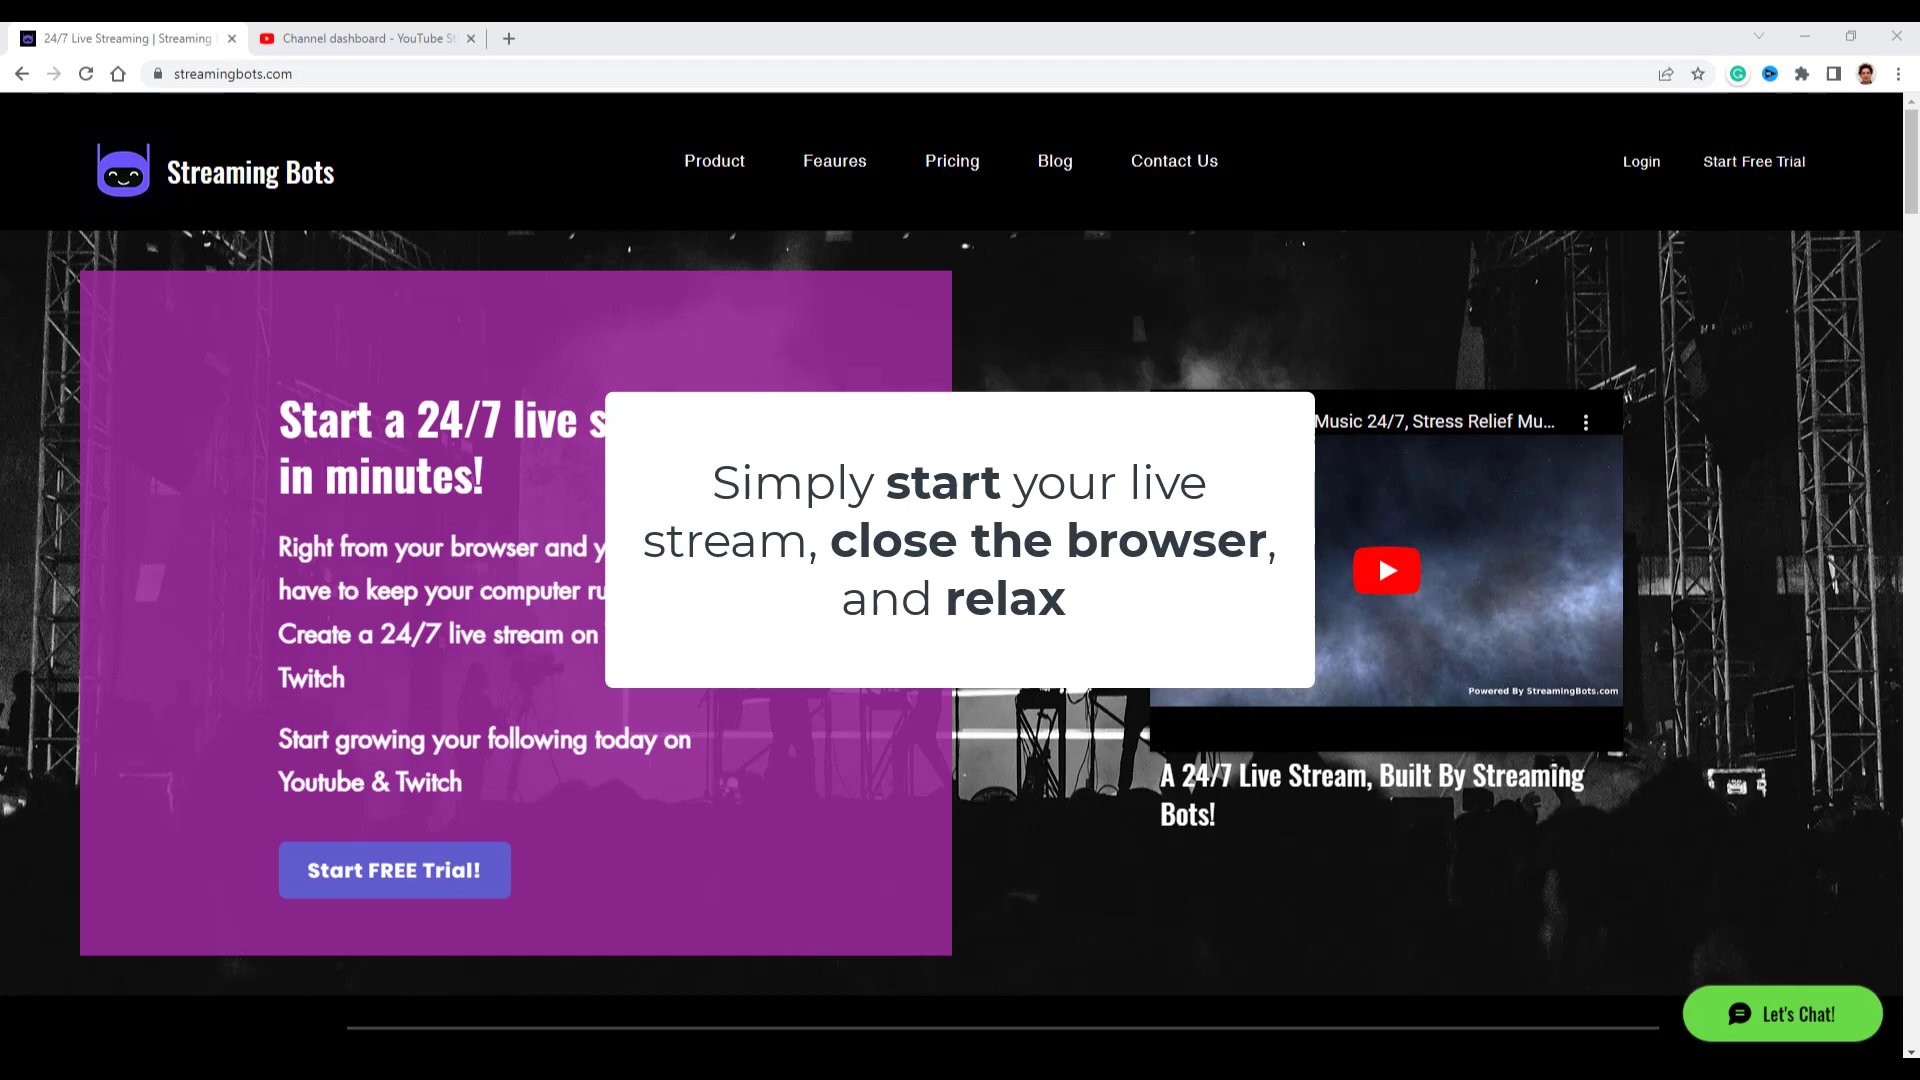 24/7 Live Streaming | Streaming
Channel dashboard - YouTube St
streamingbots.com
Streaming Bots
Product
Feaures
Pricing
Blog
Contact Us
Login
Start Free Trial
Start a 24/7 live s
in minutes!
Right from your browser and y
have to keep your computer ru
Create a 24/7 live stream on
Twitch
Start growing your following today on
Youtube & Twitch
Start FREE Trial!
Simply start your live
stream, close the browser,
and relax
Music 24/7, Stress Relief Mu...
Powered By StreamingBots.com
A 24/7 Live Stream, Built By Streaming
Bots!
Let's Chat!